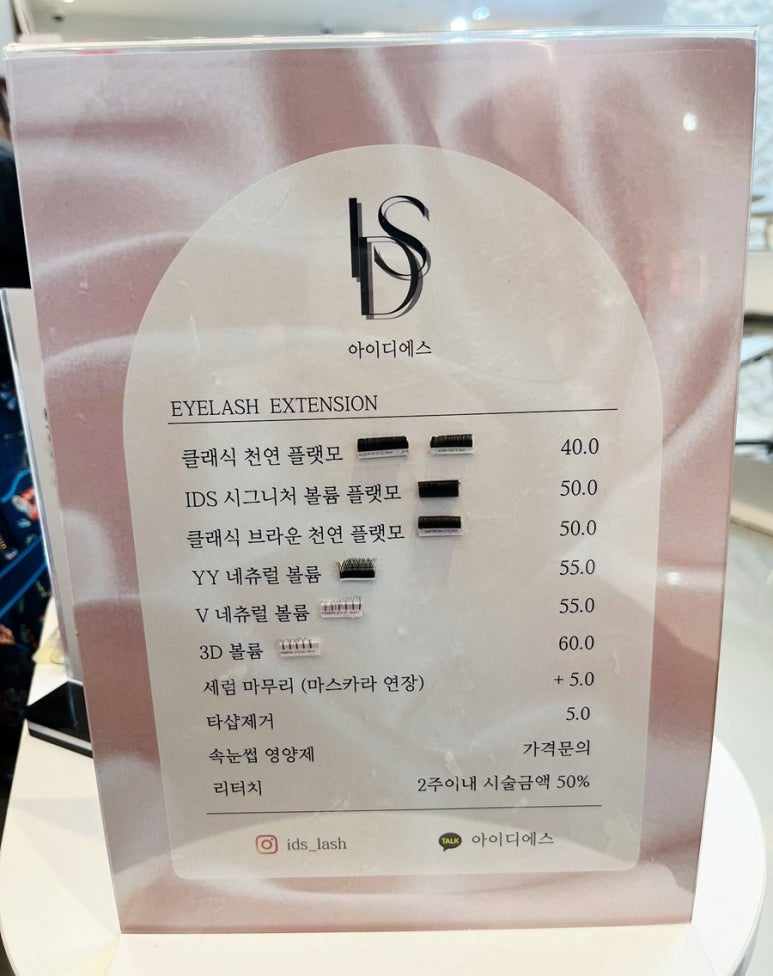 IDS
아이디에스
EYELASH EXTENSION
클래식 천연 플랫모 40.0
IDS 시그니처 볼륨 플랫모 50.0
클래식 브라운 천연 플랫모 50.0
YY 네츄럴 볼륨 55.0
V 네츄럴 볼륨 55.0
3D 볼륨 60.0
세럼 마무리 (마스카라 연장) + 5.0
타샵제거 5.0
속눈썹 영양제 가격문의
리터치 2주이내 시술금액 50%
ids_lash TALK 아이디에스